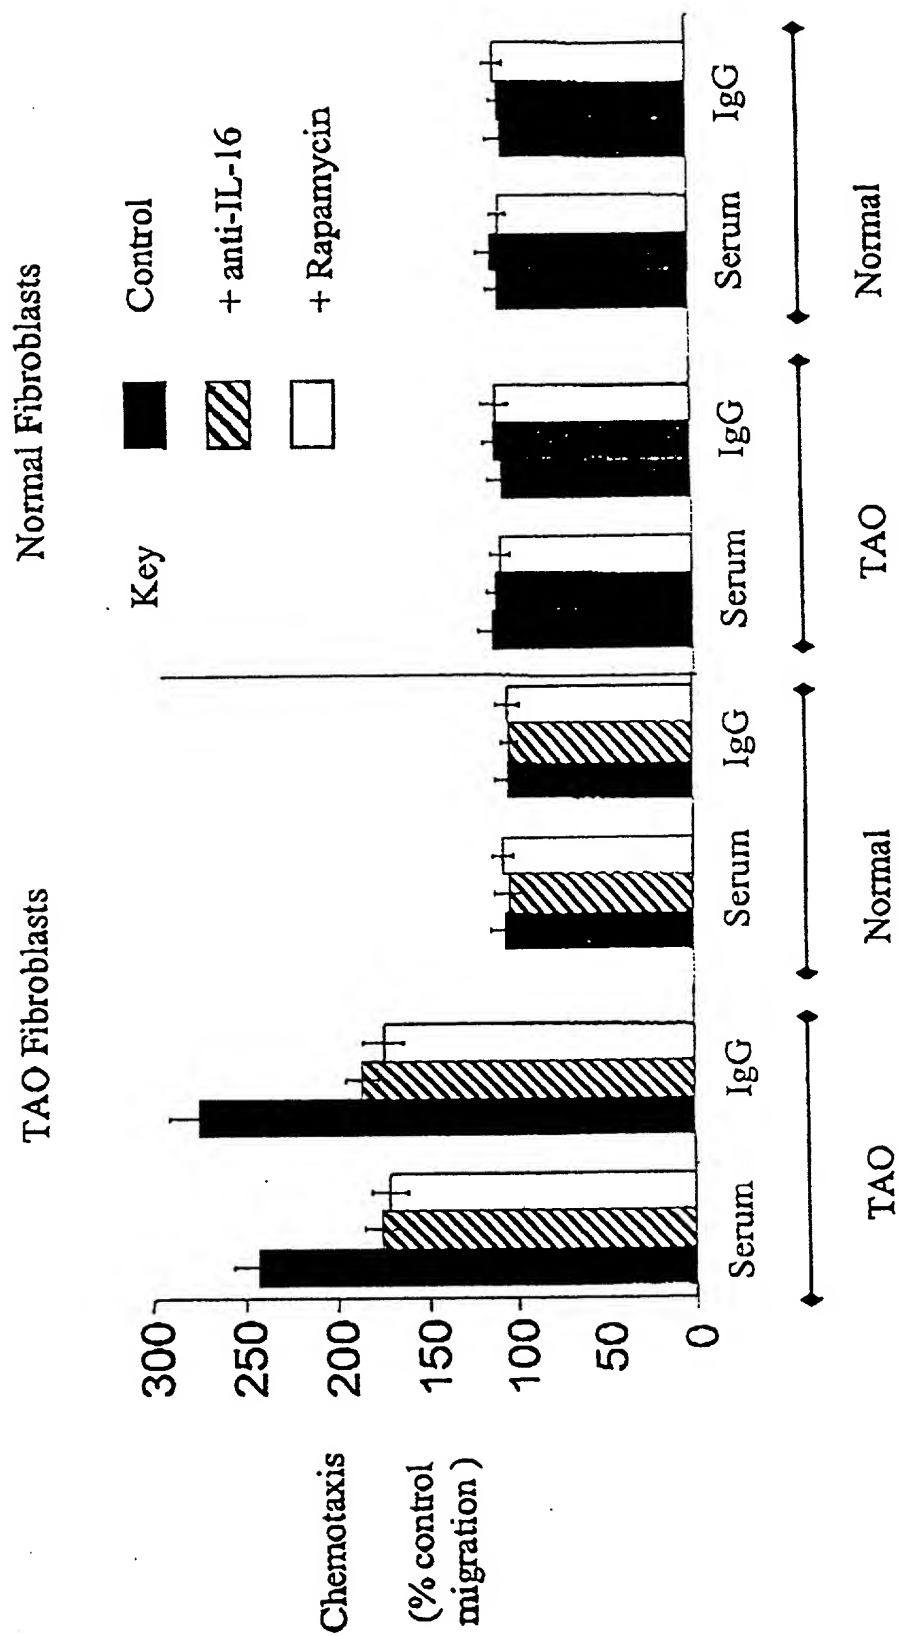 TAO Fibroblasts
Normal Fibroblasts
Key
Control
+ anti-IL-16
+ Rapamycin
Chemotaxis
(% control
migration )
300
250
200
150
100
50
0
Serum
IgG
Serum
IgG
Serum
IgG
Serum
IgG
TAO
Normal
TAO
Normal